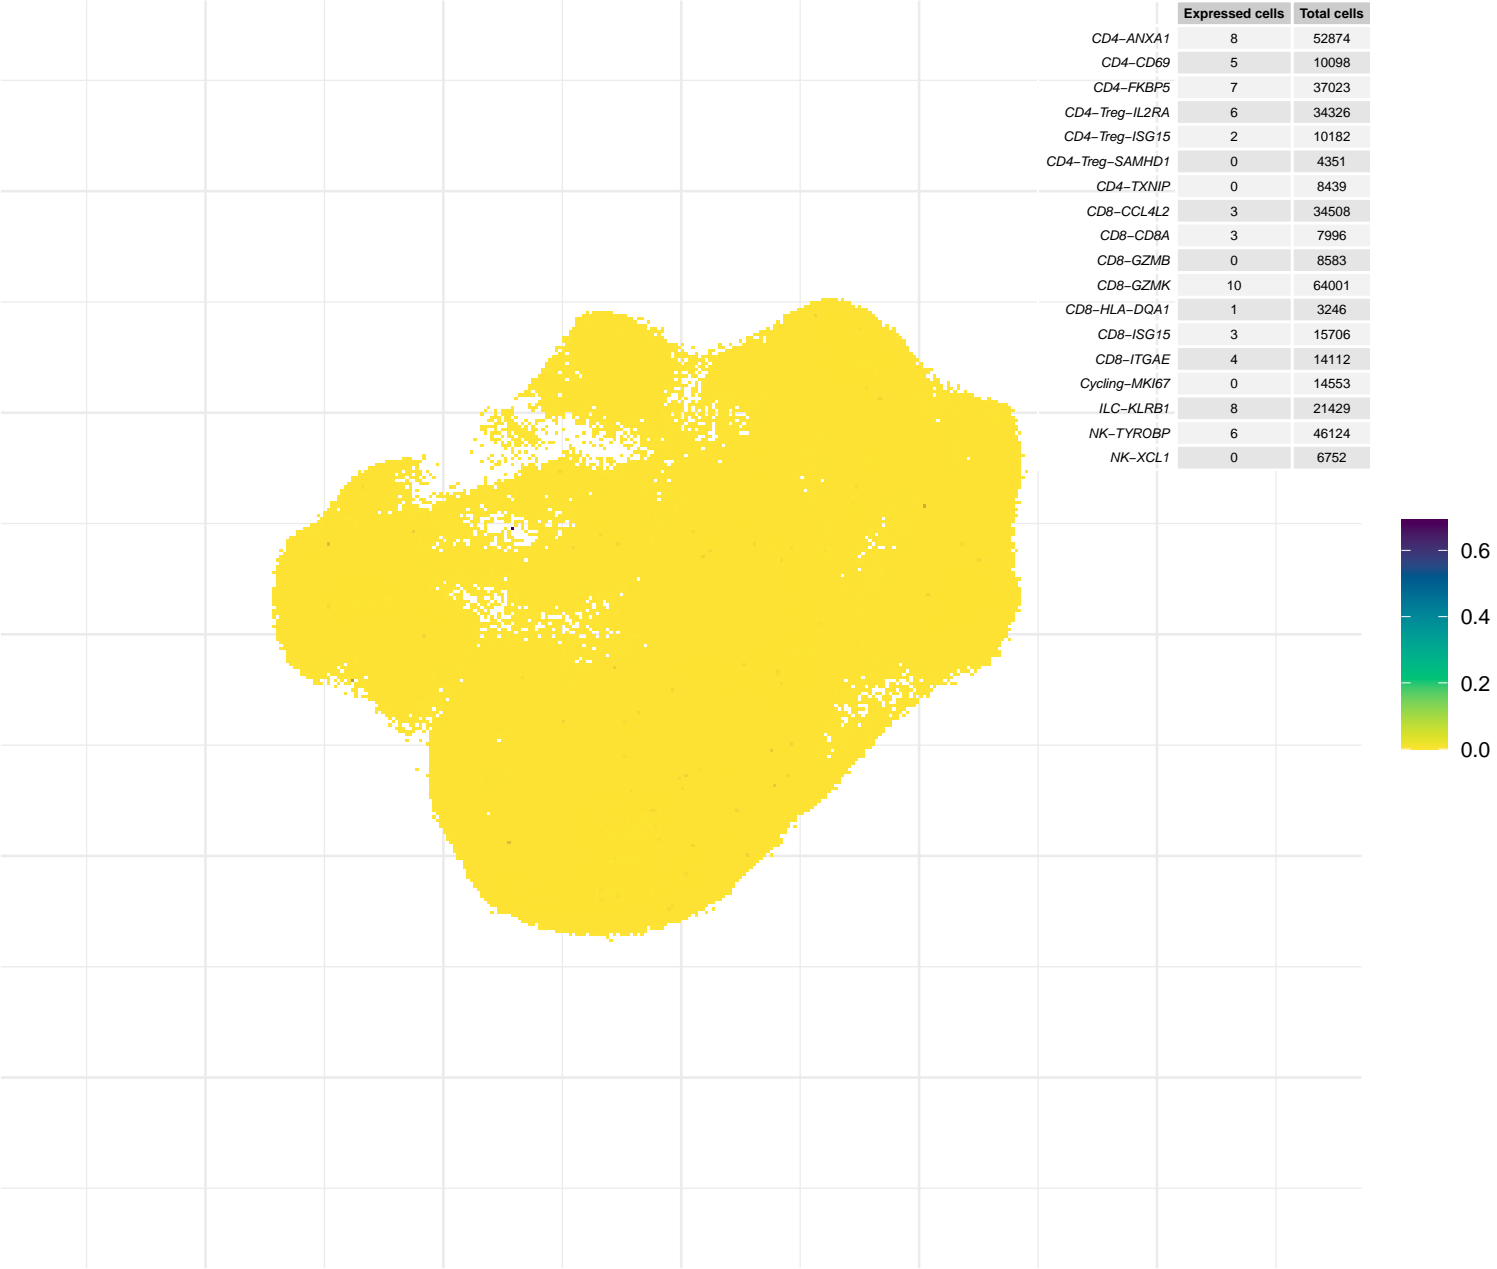 Expressed cells Total cells
CD4−ANXA1 8 52874
CD4−CD69 5 10098
CD4−FKBP5 7 37023
CD4−Treg−IL2RA 6 34326
CD4−Treg−ISG15 2 10182
CD4−Treg−SAMHD1 0 4351
CD4−TXNIP 0 8439
CD8−CCL4L2 3 34508
CD8−CD8A 3 7996
CD8−GZMB 0 8583
CD8−GZMK 10 64001
CD8−HLA−DQA1 1 3246
CD8−ISG15 3 15706
CD8−ITGAE 4 14112
Cycling−MKI67 0 14553
ILC−KLRB1 8 21429
NK−TYROBP 6 46124
NK−XCL1 0 6752
0.6
0.4
0.2
0.0